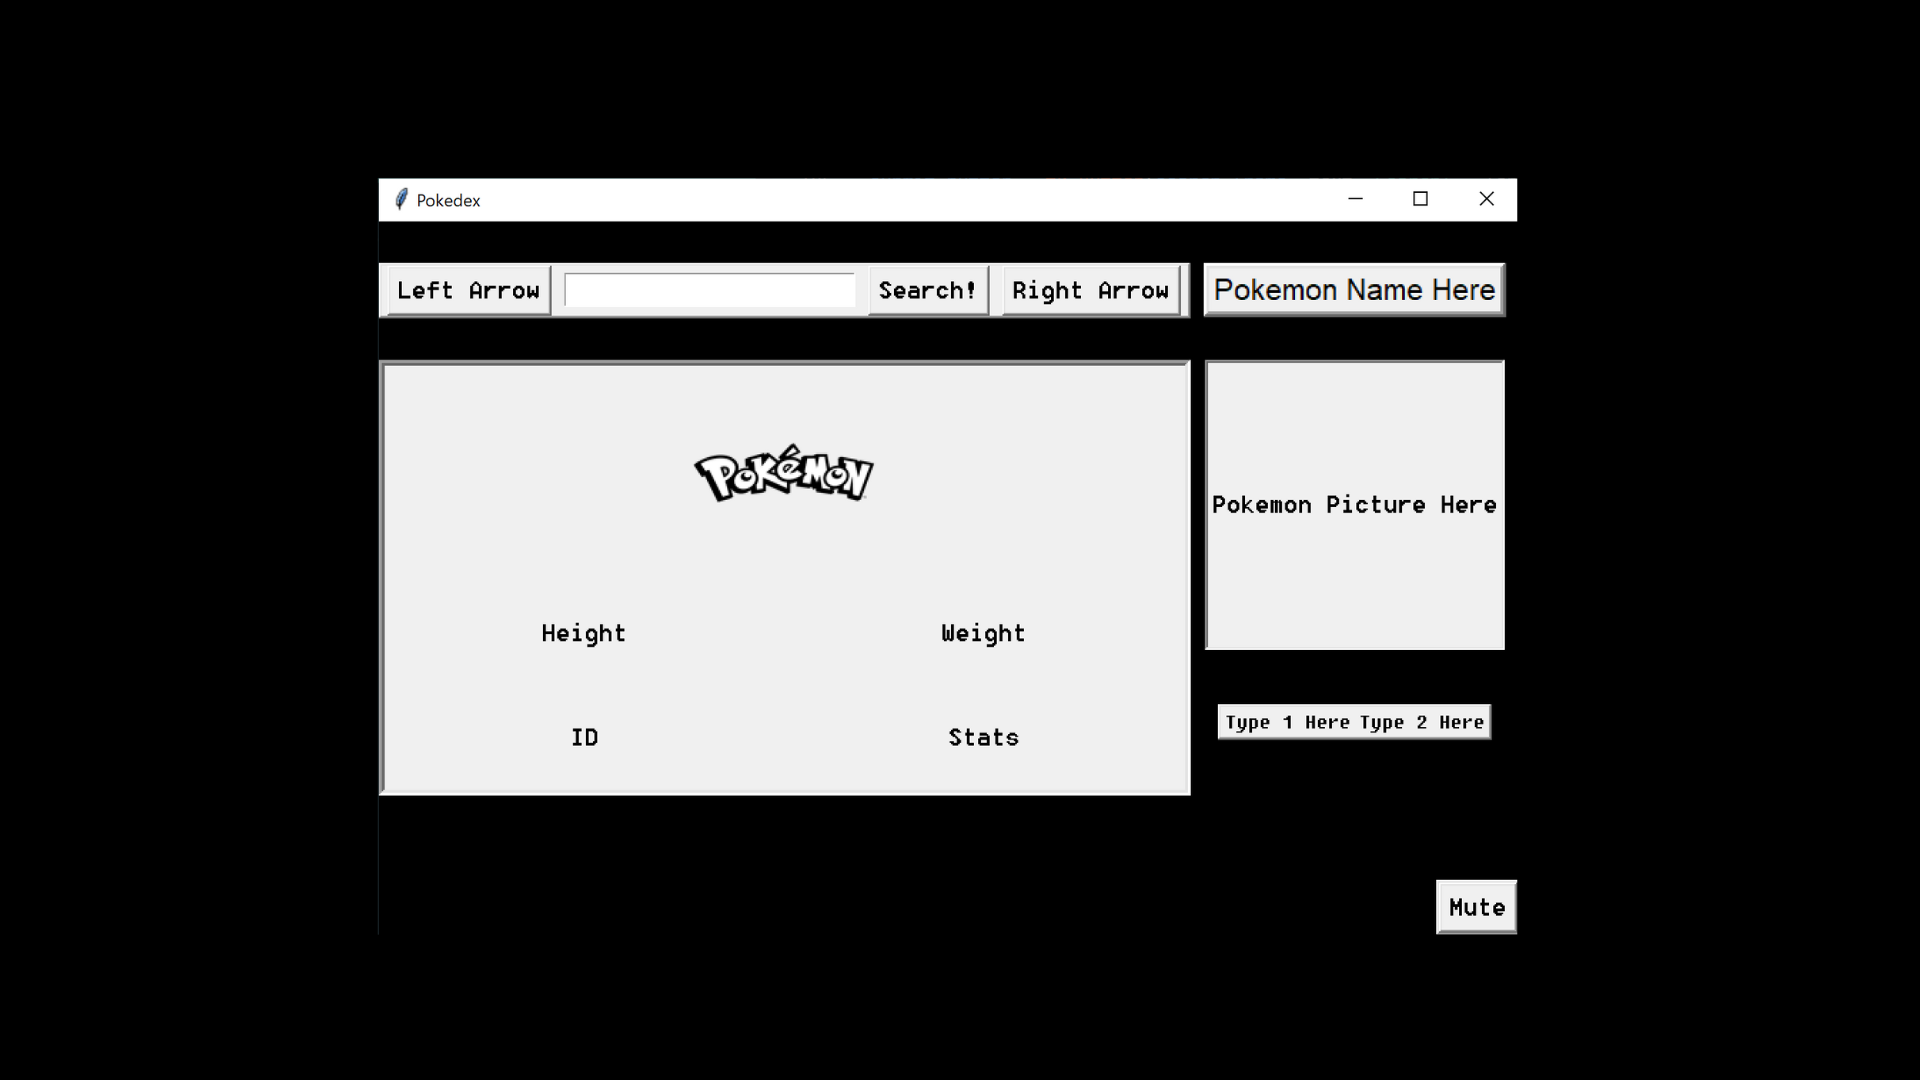 Pokedex
Left Arrow Search! Right Arrow Pokemon Name Here
POKéMON
Pokemon Picture Here
Height Weight
Type 1 Here Type 2 Here
ID Stats
Mute